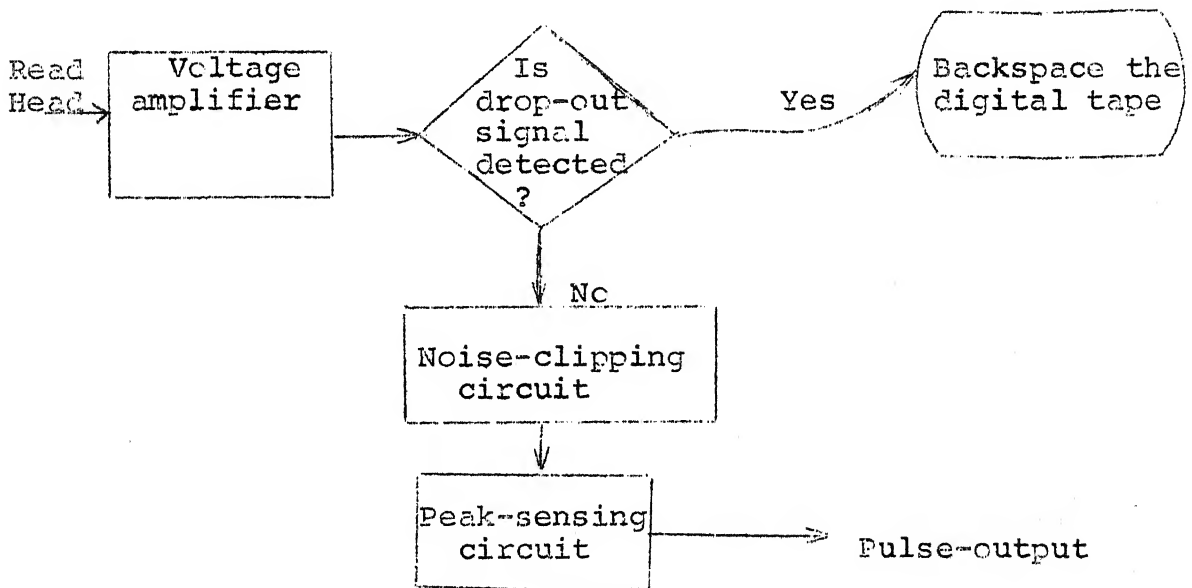 Read
Head
Voltage
amplifier
Is
drop-out
signal
detected
?
Yes
Backspace the
digital tape
No
Noise-clipping
circuit
Peak-sensing
circuit
Pulse-output